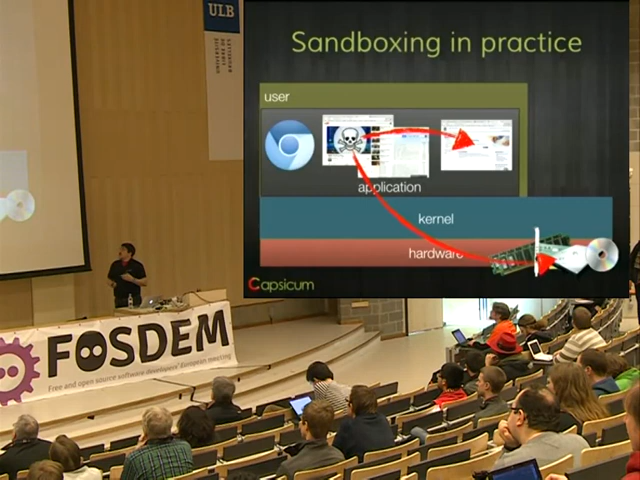 ULB
Sandboxing in practice
user
application
kernel
hardware
Capsicum
FOSDEM
Free and open source software developers' European meeting